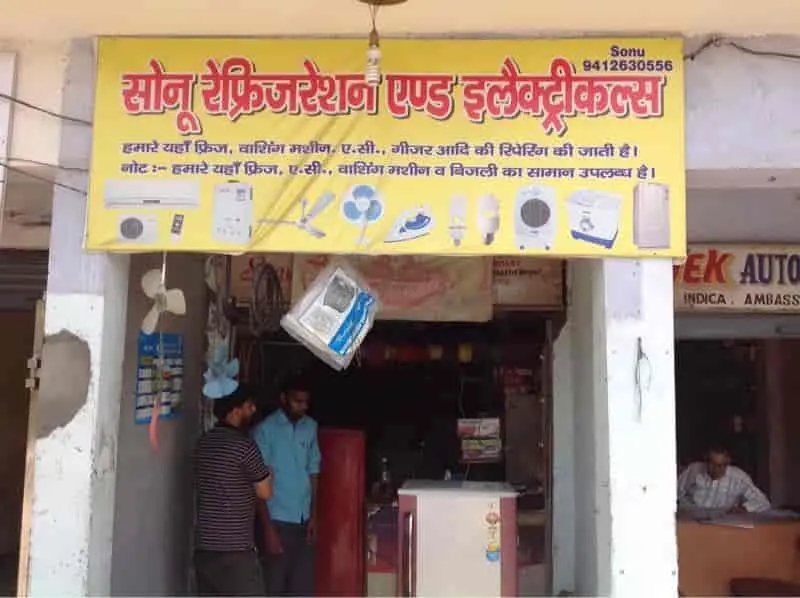 Sonu
9412630556
सोनू रेफ्रिजरेशन एण्ड इलैक्ट्रीकल्स
हमारे यहाँ फ्रिज, वाशिंग मशीन, ए.सी., गीजर आदि की रिपेरिंग की जाती है।
नोट :- हमारे यहाँ फ्रिज, ए.सी., वाशिंग मशीन व बिजली का सामान उपलब्ध है।
EK AUTO
INDICA . AMBASS